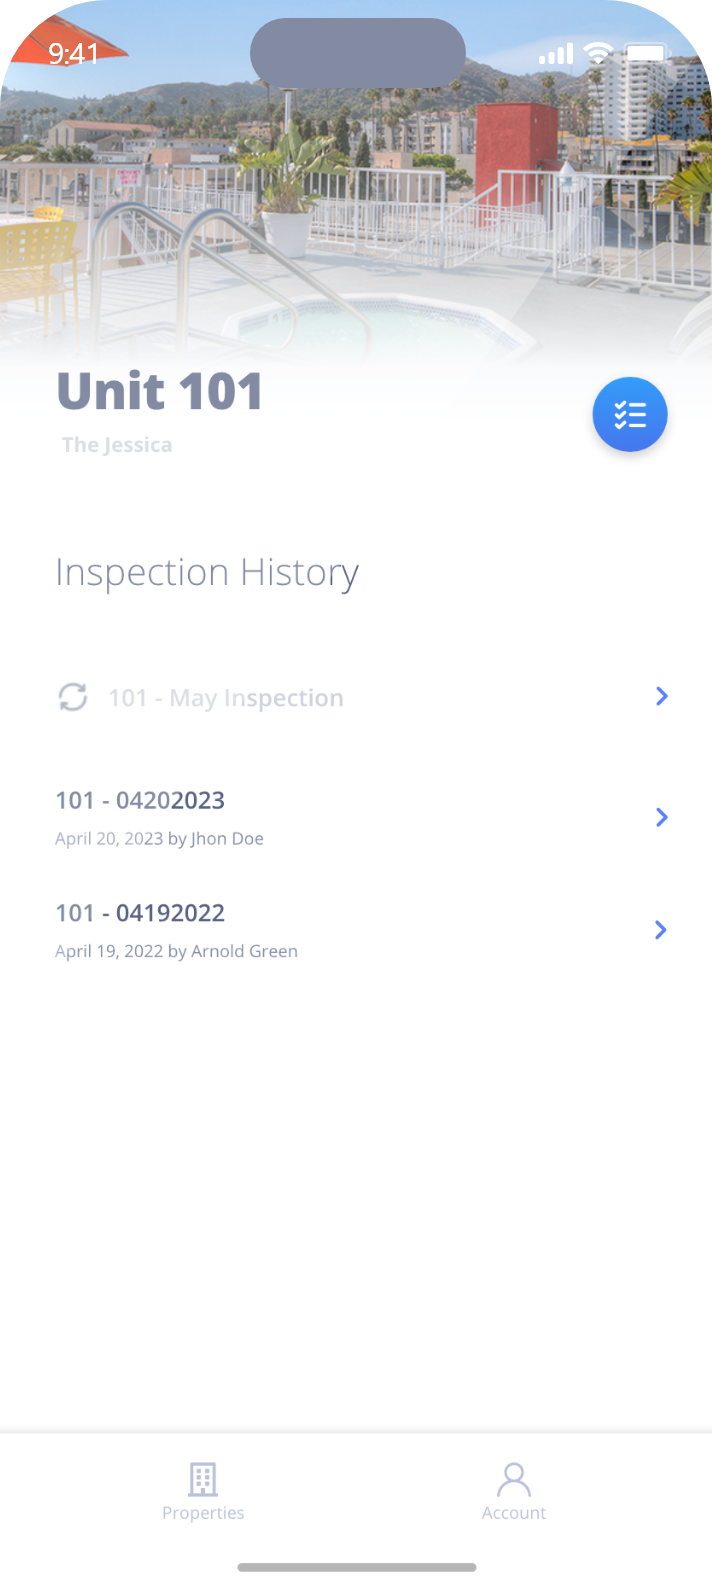 9:41
Unit 101
The Jessica
Inspection History
101 - May Inspection
101 - 04202023
April 20, 2023 by Jhon Doe
101 - 04192022
April 19, 2022 by Arnold Green
Properties
Account